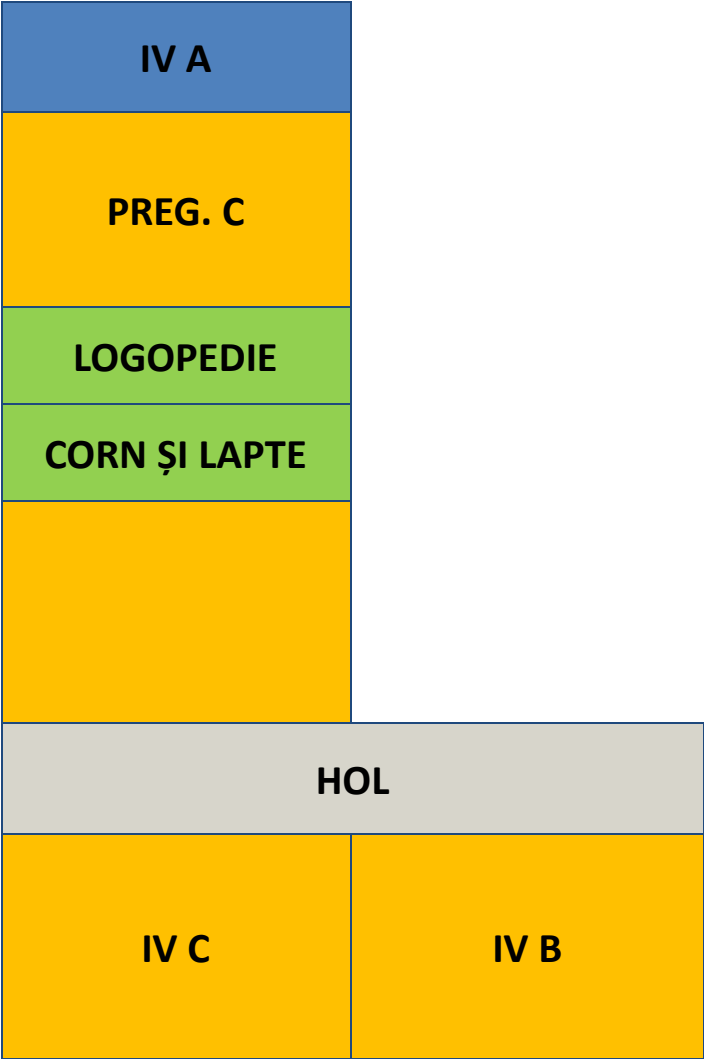 IV A
PREG. C
LOGOPEDIE
CORN ȘI LAPTE
HOL
IV C
IV B